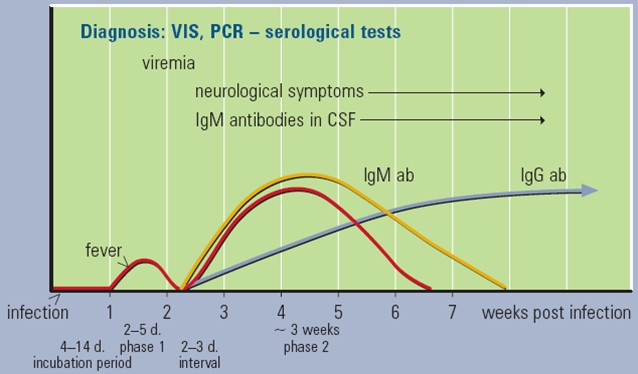 Diagnosis: VIS, PCR – serological tests
viremia
neurological symptoms
IgM antibodies in CSF
IgM ab
IgG ab
fever
infection 1 2 3 4 5 6 7 weeks post infection
2–5 d. ~ 3 weeks
4–14 d. phase 1 2–3 d. phase 2
incubation period interval